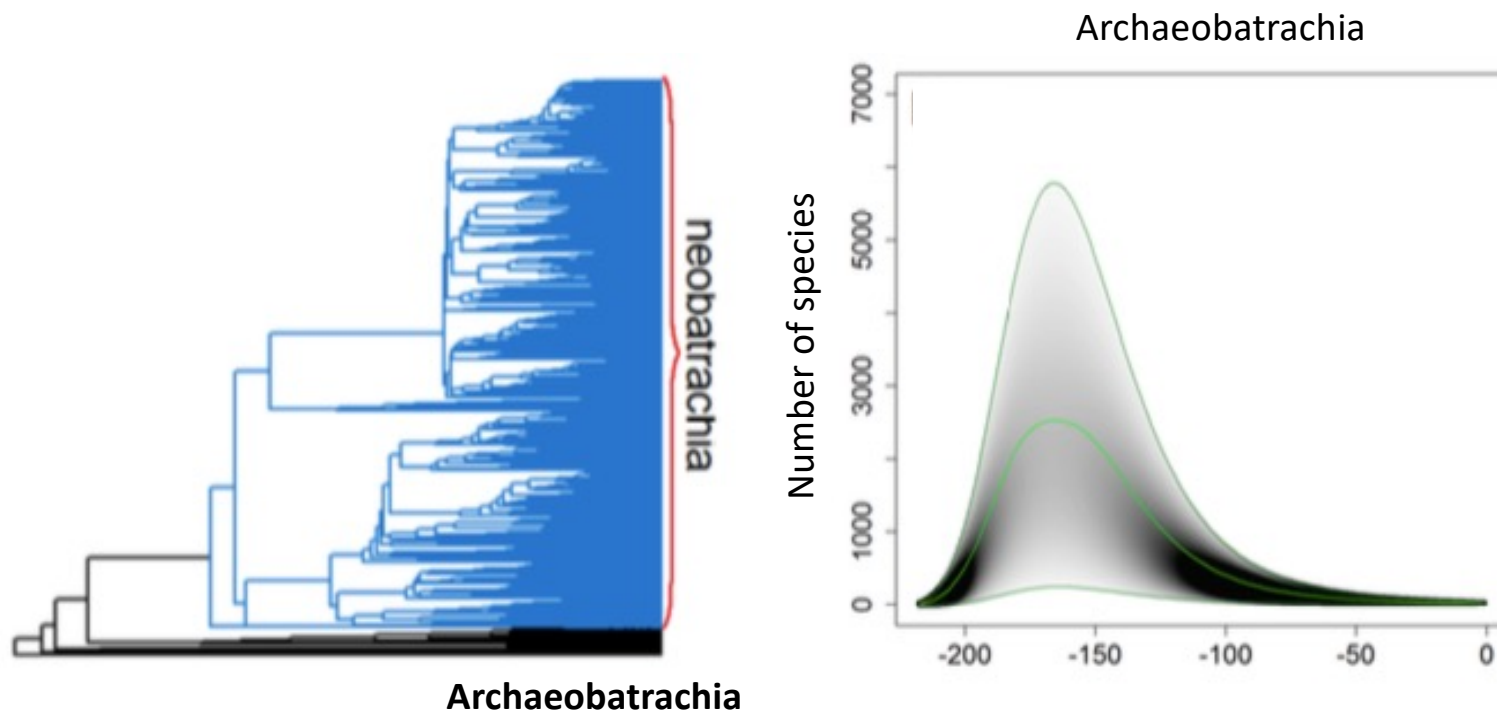 Archaeobatrachia
neobatrachia
Archaeobatrachia
Number of species
7000
5000
3000
1000
0
-200 -150 -100 -50 0